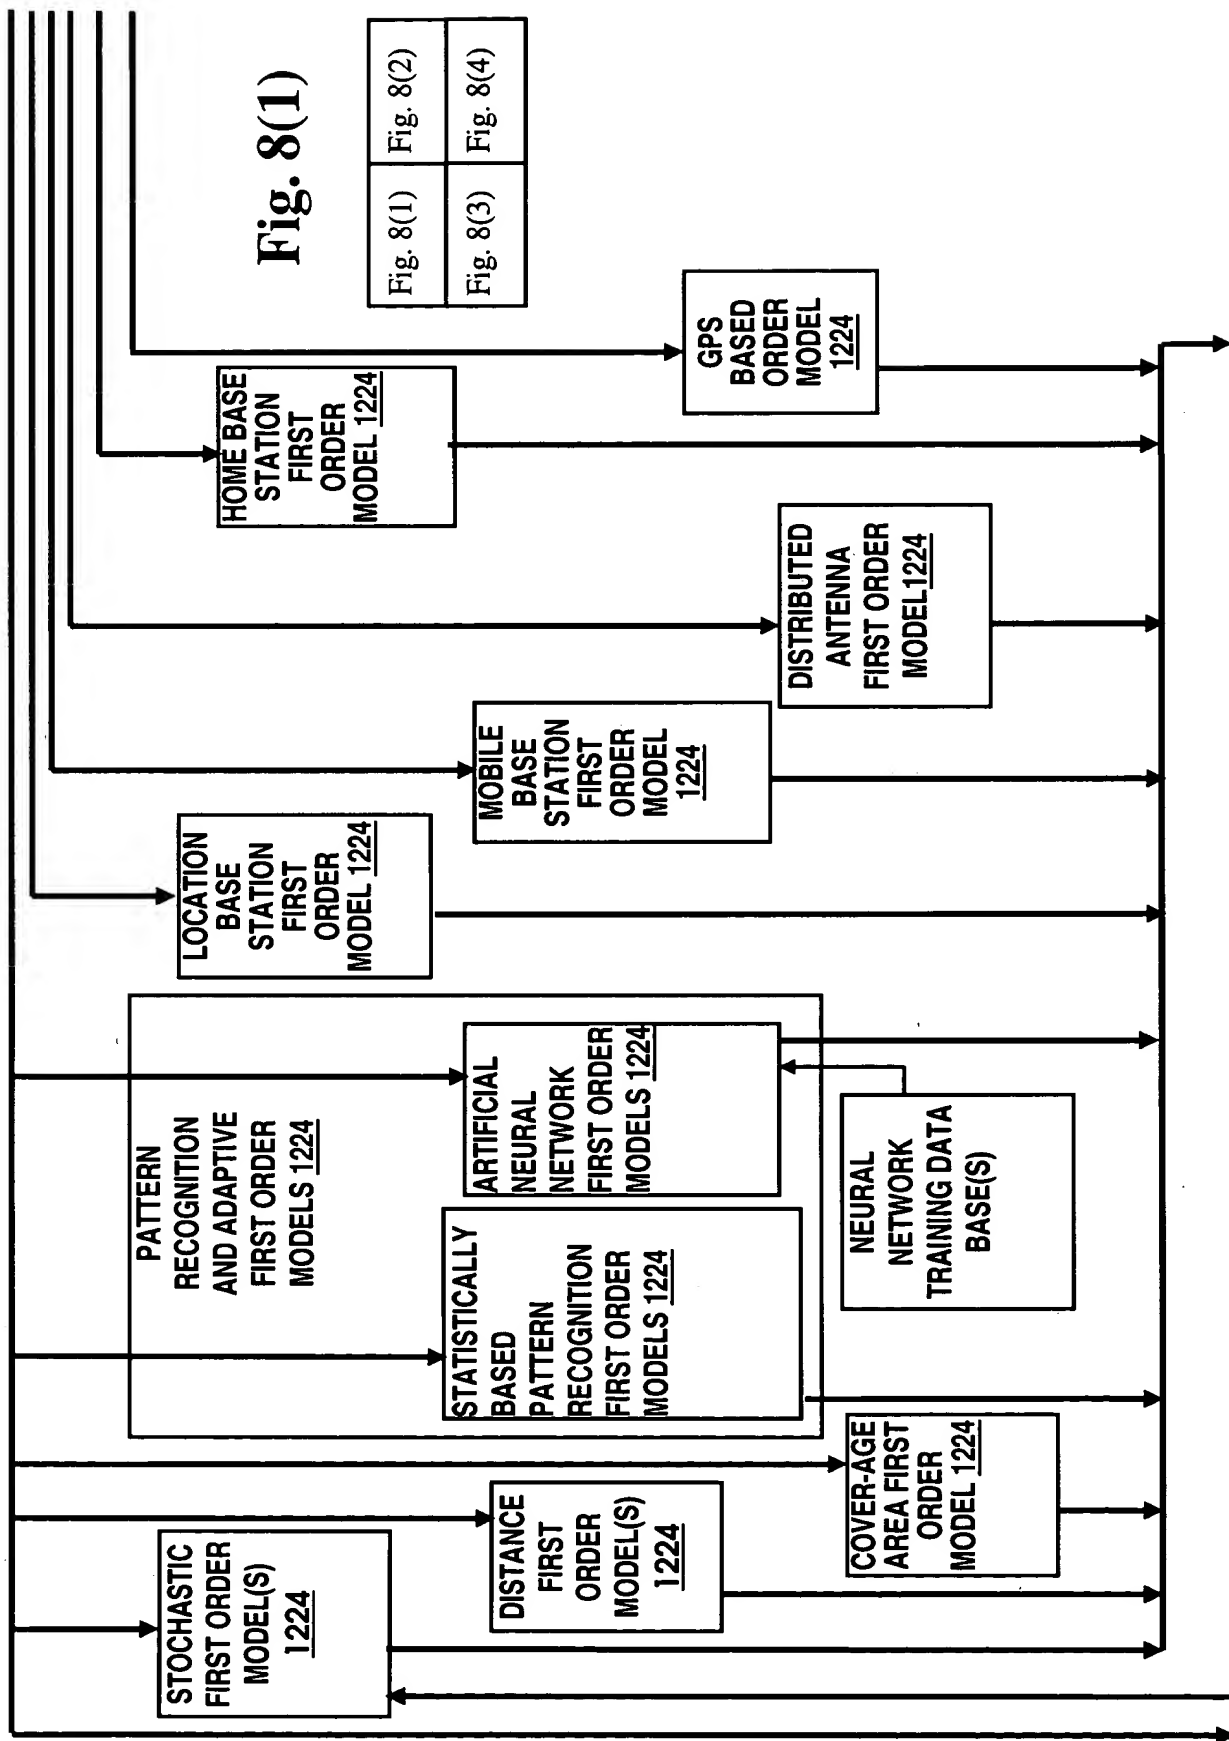 Fig. 8(1)
Fig. 8(1)
Fig. 8(2)
Fig. 8(3)
Fig. 8(4)
STOCHASTIC
FIRST ORDER
MODEL(S)
1224
DISTANCE
FIRST
ORDER
MODEL(S)
1224
COVER-AGE
AREA FIRST
ORDER
MODEL 1224
PATTERN
RECOGNITION
AND ADAPTIVE
FIRST ORDER
MODELS 1224
STATISTICALLY
BASED
PATTERN
RECOGNITION
FIRST ORDER
MODELS 1224
ARTIFICIAL
NEURAL
NETWORK
FIRST ORDER
MODELS 1224
NEURAL
NETWORK
TRAINING DATA
BASE(S)
LOCATION
BASE
STATION
FIRST
ORDER
MODEL 1224
MOBILE
BASE
STATION
FIRST
ORDER
MODEL
1224
DISTRIBUTED
ANTENNA
FIRST ORDER
MODEL1224
HOME BASE
STATION
FIRST
ORDER
MODEL 1224
GPS
BASED
ORDER
MODEL
1224